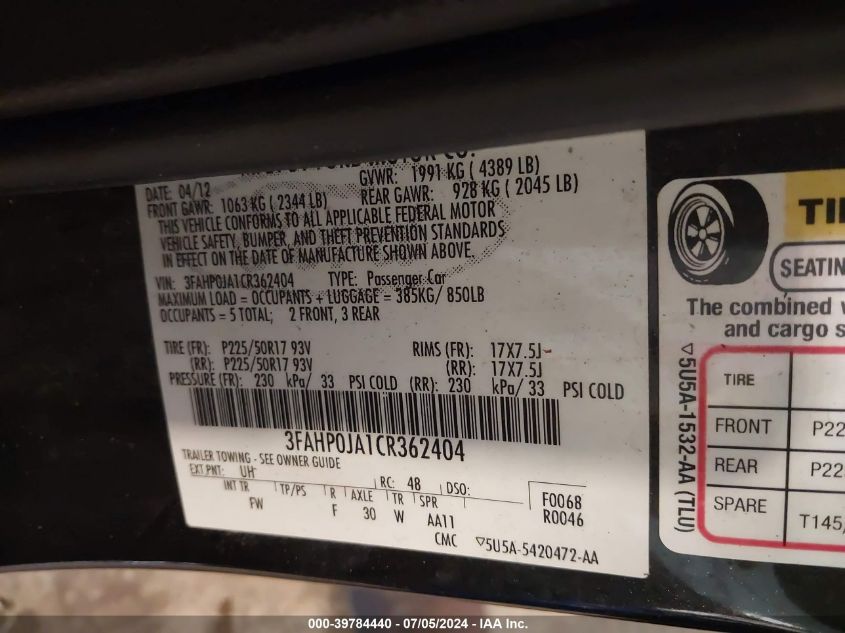 MOTOR CO.
DATE: 04/12 GVWR: 1991 KG ( 4389 LB)
FRONT GAWR: 1063 KG ( 2344 LB) REAR GAWR: 928 KG ( 2045 LB)
THIS VEHICLE CONFORMS TO ALL APPLICABLE FEDERAL MOTOR
VEHICLE SAFETY, BUMPER, AND THEFT PREVENTION STANDARDS
IN EFFECT ON THE DATE OF MANUFACTURE SHOWN ABOVE.
VIN: 3FAHP0JA1CR362404 TYPE: Passenger Car
MAXIMUM LOAD = OCCUPANTS + LUGGAGE = 385KG/ 850LB
OCCUPANTS = 5 TOTAL; 2 FRONT, 3 REAR
TIRE (FR): P225/50R17 93V RIMS (FR): 17X7.5J
(RR): P225/50R17 93V (RR): 17X7.5J
PRESSURE (FR): 230 kPa/ 33 PSI COLD (RR): 230 kPa/ 33 PSI COLD
3FAHP0JA1CR362404
TRAILER TOWING - SEE OWNER GUIDE
EXT PNT: UH RC: 48 DSO:
INT TR TP/PS R AXLE TR SPR F0068
FW F 30 W AA11 R0046
CMC ▽5U5A-5420472-AA
▽5U5A-1532-AA (TLU)
SEATIN
The combined
and cargo s
TIRE
FRONT P22
REAR P22
SPARE T145/
000-39784440 - 07/05/2024 - IAA Inc.